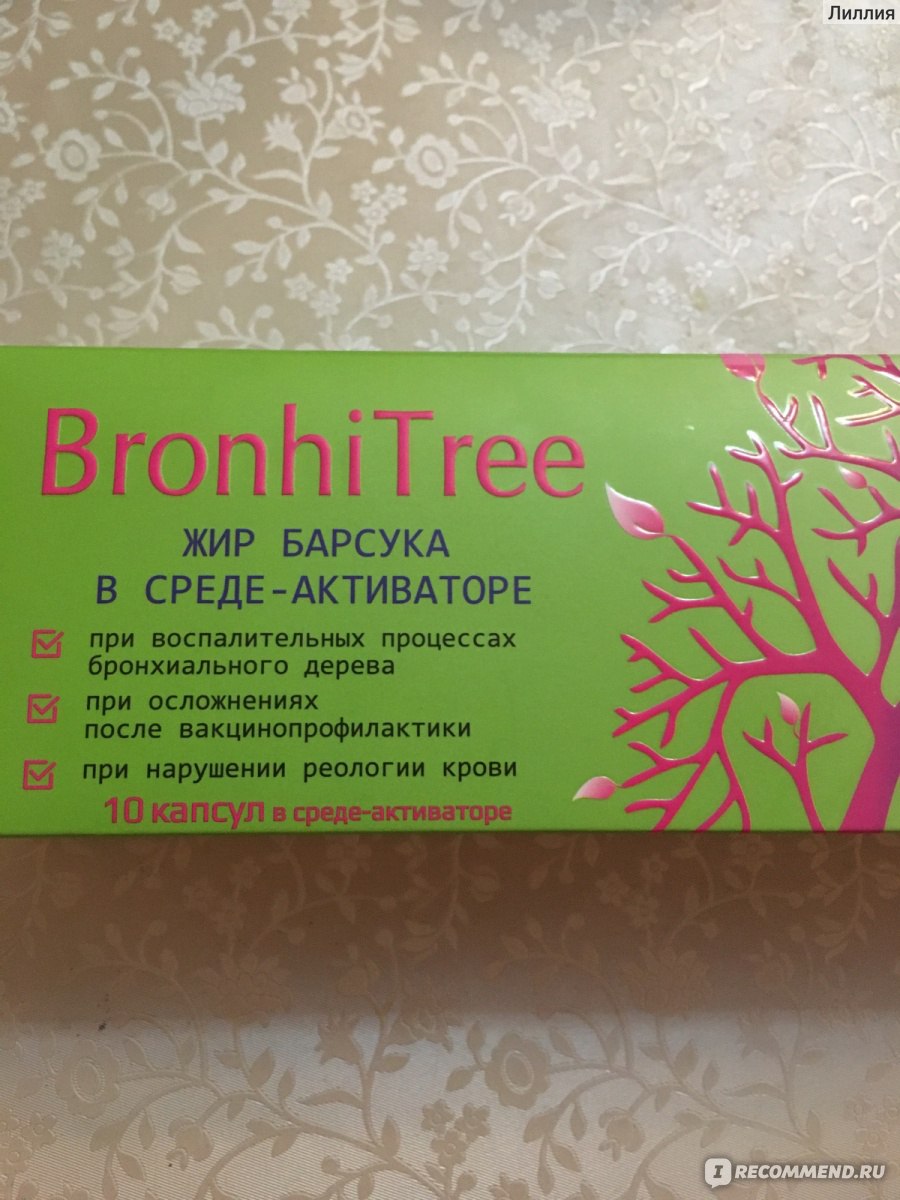 Лиллия
BronhiTree
ЖИР БАРСУКА
В СРЕДЕ-АКТИВАТОРЕ
при воспалительных процессах
бронхиального дерева
при осложнениях
после вакцинопрофилактики
при нарушении реологии крови
10 капсул в среде-активаторе
IRECOMMEND.RU